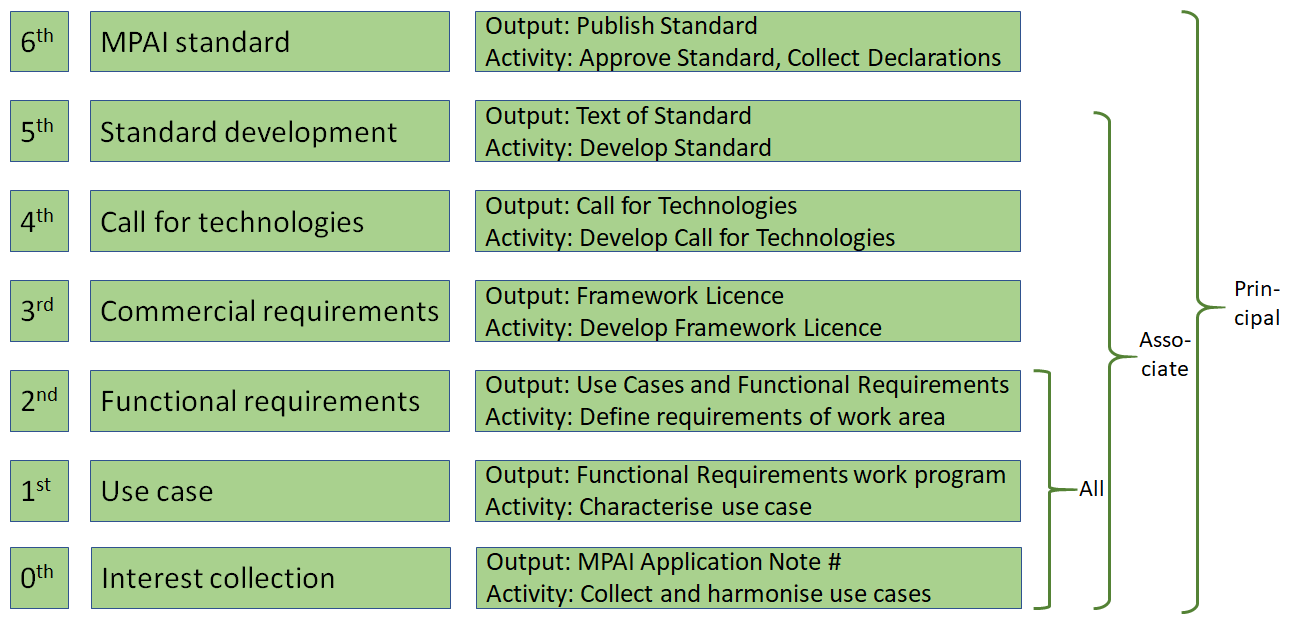 6th
MPAI standard
Output: Publish Standard
Activity: Approve Standard, Collect Declarations
5th
Standard development
Output: Text of Standard
Activity: Develop Standard
4th
Call for technologies
Output: Call for Technologies
Activity: Develop Call for Technologies
3rd
Commercial requirements
Output: Framework Licence
Activity: Develop Framework Licence
2nd
Functional requirements
Output: Use Cases and Functional Requirements
Activity: Define requirements of work area
1st
Use case
Output: Functional Requirements work program
Activity: Characterise use case
0th
Interest collection
Output: MPAI Application Note #
Activity: Collect and harmonise use cases
All
Asso-
ciate
Prin-
cipal